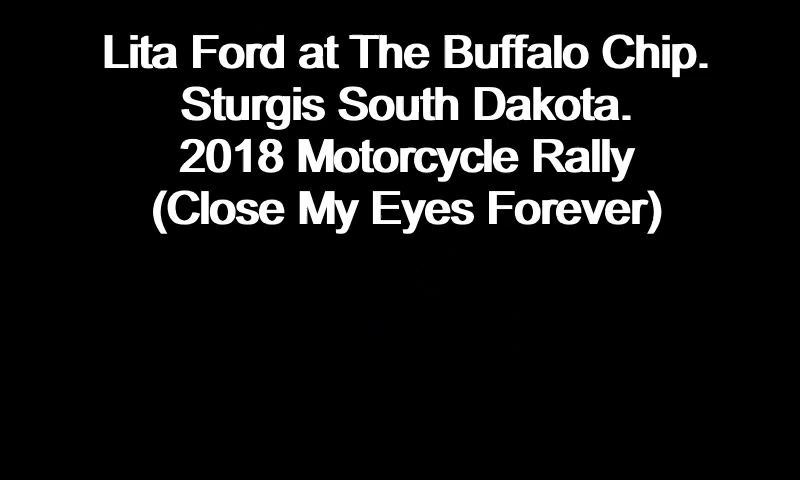 Lita Ford at The Buffalo Chip.
Sturgis South Dakota.
2018 Motorcycle Rally
(Close My Eyes Forever)